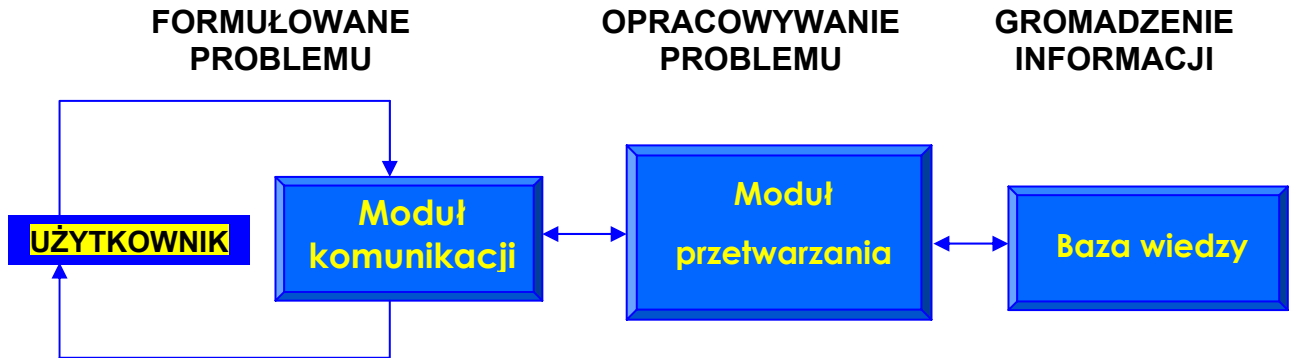 FORMUŁOWANE
PROBLEMU
OPRACOWYWANIE
PROBLEMU
GROMADZENIE
INFORMACJI
UŻYTKOWNIK
Moduł
komunikacji
Moduł
przetwarzania
Baza wiedzy